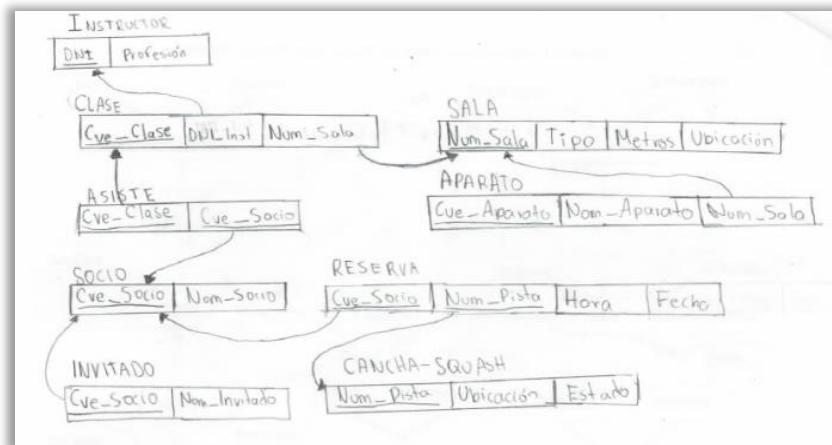 INSTRUCTOR
DNI Profesión
CLASE
Cve_Clase DNI_Inst Num_Sala
SALA
Num_Sala Tipo Metros Ubicación
ASISTE
Cve_Clase Cve_Socio
APARATO
Cve_Aparato Nom_Aparato Num_Sala
SOCIO
Cve_Socio Nom_Socio
RESERVA
Cve_Socio Num_Pista Hora Fecha
INVITADO
Cve_Socio Nom_Invitado
CANCHA-SQUASH
Num_Pista Ubicación Estado